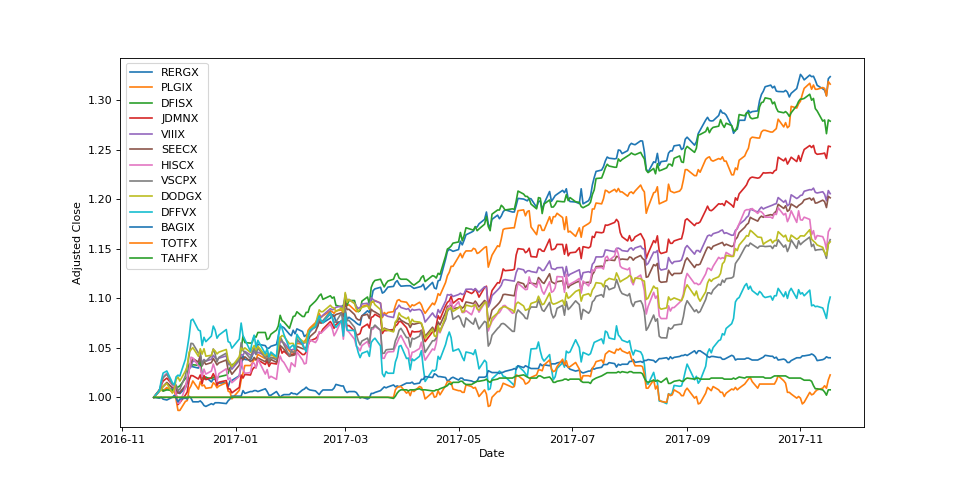 RERGX
PLGIX
DFISX
JDMNX
VIIIX
SEECX
HISCX
VSCPX
DODGX
DFFVX
BAGIX
TOTFX
TAHFX
Adjusted Close
1.30
1.25
1.20
1.15
1.10
1.05
1.00
2016-11 2017-01 2017-03 2017-05 2017-07 2017-09 2017-11
Date